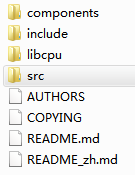 components
include
libcpu
src
AUTHORS
COPYING
README.md
README_zh.md